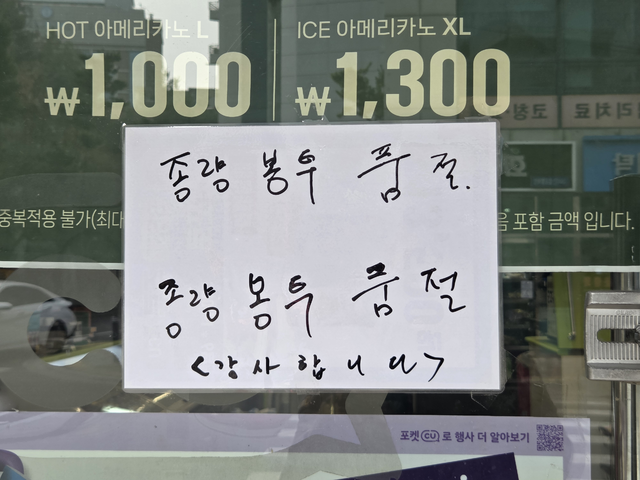 HOT 아메리카노 L
₩1,000
ICE 아메리카노 XL
₩1,300
종량 봉투 품절.
중복적용 불가(최대
포함 금액 입니다.
종량 봉투 품절
<감사합니다>
포켓CU로 행사 더 알아보기